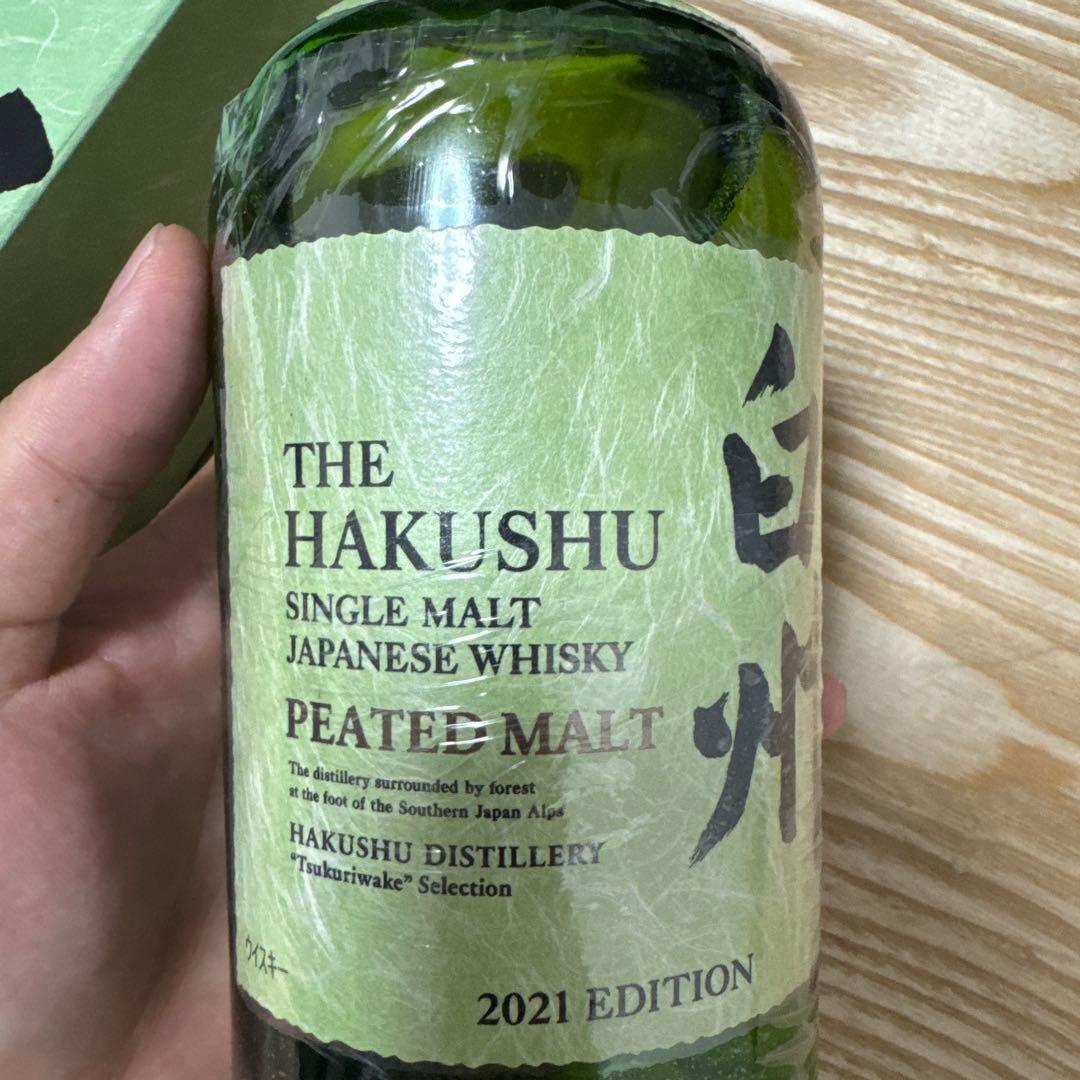 THE
HAKUSHU
SINGLE MALT
JAPANESE WHISKY
PEATED MALT
The distillery surrounded by forest
at the foot of the Southern Japan Alps
HAKUSHU DISTILLERY
“Tsukuriwake” Selection
白州
ウイスキー
2021 EDITION